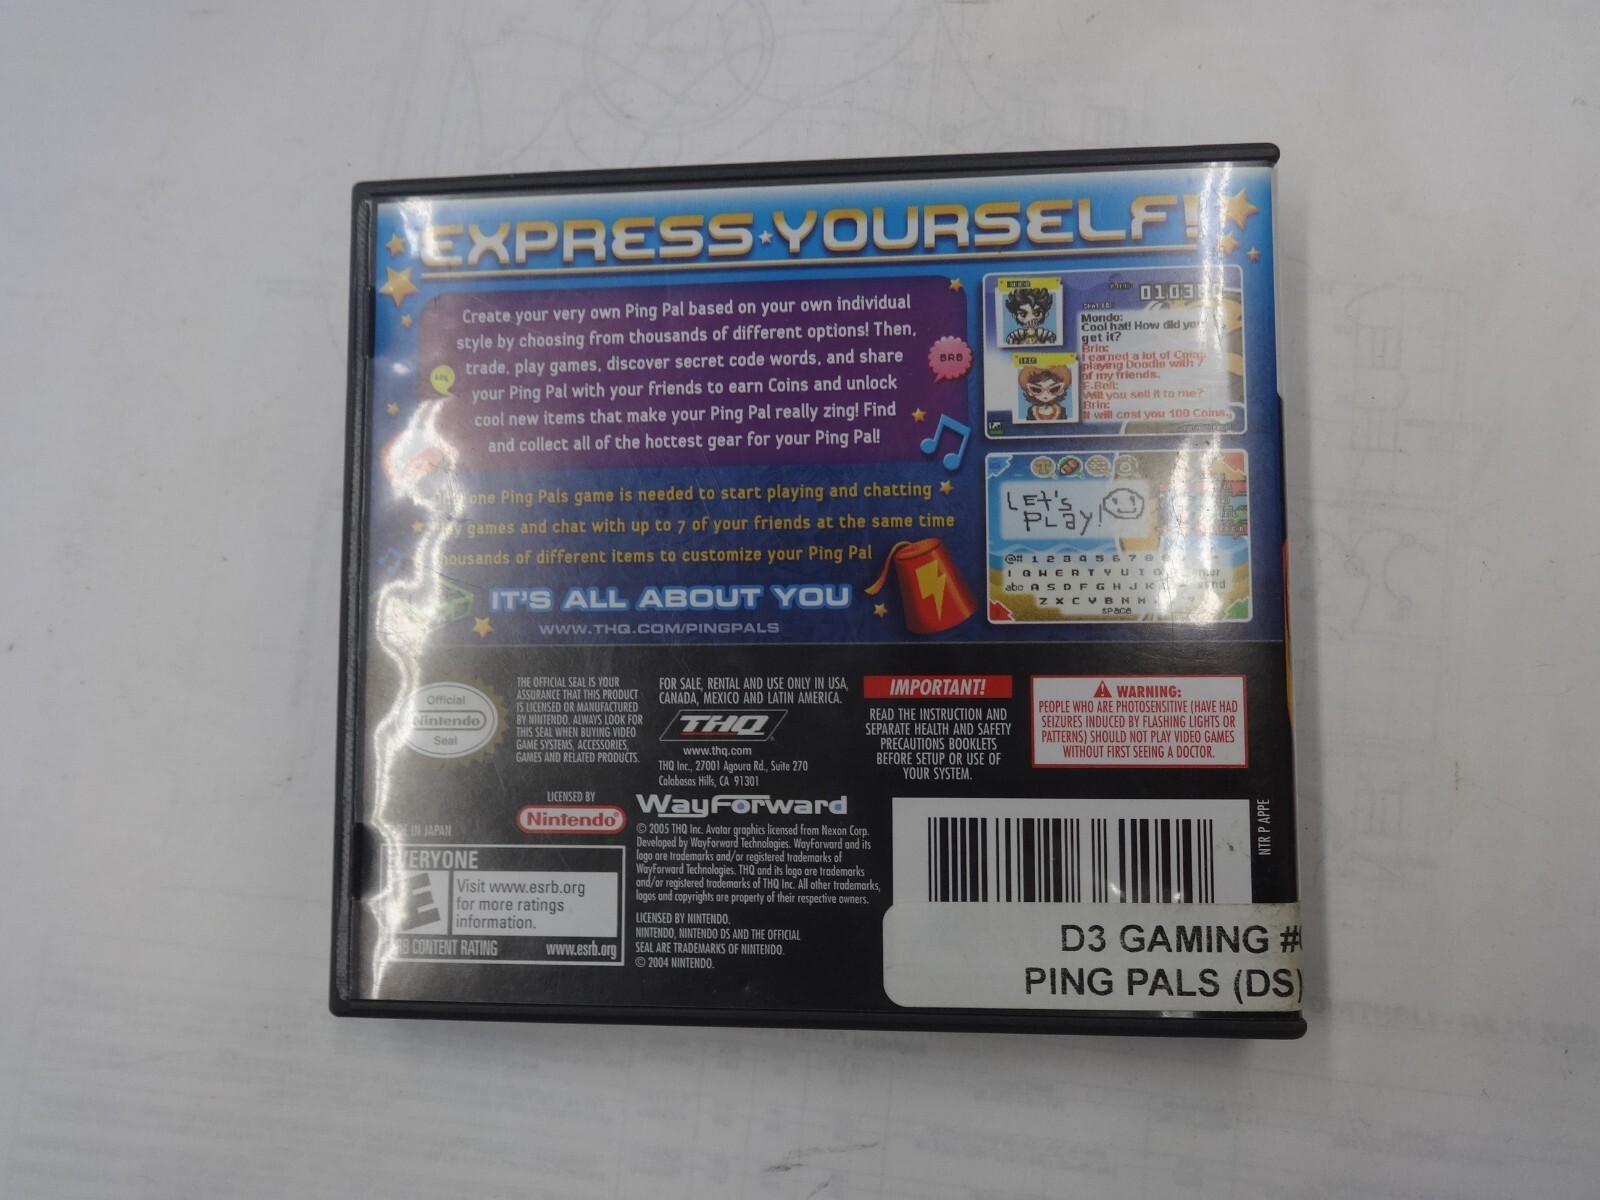 EXPRESS YOURSELF!
Create your very own Ping Pal based on your own individual
style by choosing from thousands of different options! Then,
trade, play games, discover secret code words, and share
your Ping Pal with your friends to earn Coins and unlock
cool new items that make your Ping Pal really zing! Find
and collect all of the hottest gear for your Ping Pal!
BRB
one Ping Pals game is needed to start playing and chatting
games and chat with up to 7 of your friends at the same time
of different items to customize your Ping Pal
IT'S ALL ABOUT YOU
WWW.THQ.COM/PINGPALS
Mondo:
Cool hat! How did
get it?
Brin:
I earned a lot of
playing Doodle with 7
of my friends.
Will you sell it to me?
Brin:
It will cost you 100 Coins.
LET'S
PLAY!
@# 1 2 3 4 5 6 7 8
Q W E R T Y U I O
abc A S D F G H J K
Z X C V B N M
space
Official
Nintendo
Seal
THE OFFICIAL SEAL IS YOUR
ASSURANCE THAT THIS PRODUCT
IS LICENSED OR MANUFACTURED
BY NINTENDO. ALWAYS LOOK FOR
THIS SEAL WHEN BUYING VIDEO
GAME SYSTEMS, ACCESSORIES,
GAMES AND RELATED PRODUCTS.
FOR SALE, RENTAL AND USE ONLY IN USA,
CANADA, MEXICO AND LATIN AMERICA.
THQ
www.thq.com
THQ Inc., 27001 Agoura Rd., Suite 270
Calabasas Hills, CA 91301
IMPORTANT!
READ THE INSTRUCTION AND
SEPARATE HEALTH AND SAFETY
PRECAUTIONS BOOKLETS
BEFORE SETUP OR USE OF
YOUR SYSTEM.
WARNING:
PEOPLE WHO ARE PHOTOSENSITIVE (HAVE HAD
SEIZURES INDUCED BY FLASHING LIGHTS OR
PATTERNS) SHOULD NOT PLAY VIDEO GAMES
WITHOUT FIRST SEEING A DOCTOR.
LICENSED BY
Nintendo
IN JAPAN
EVERYONE
E
Visit www.esrb.org
for more ratings
information.
CONTENT RATING www.esrb.org
WayForward
© 2005 THQ Inc. Avatar graphics licensed from Nexon Corp.
Developed by WayForward Technologies. WayForward and its
logo are trademarks and/or registered trademarks of
WayForward Technologies. THQ and its logo are trademarks
and/or registered trademarks of THQ Inc. All other trademarks,
logos and copyrights are property of their respective owners.
LICENSED BY NINTENDO.
NINTENDO, NINTENDO DS AND THE OFFICIAL
SEAL ARE TRADEMARKS OF NINTENDO.
© 2004 NINTENDO.
NTR P APPE
D3 GAMING
PING PALS (DS)